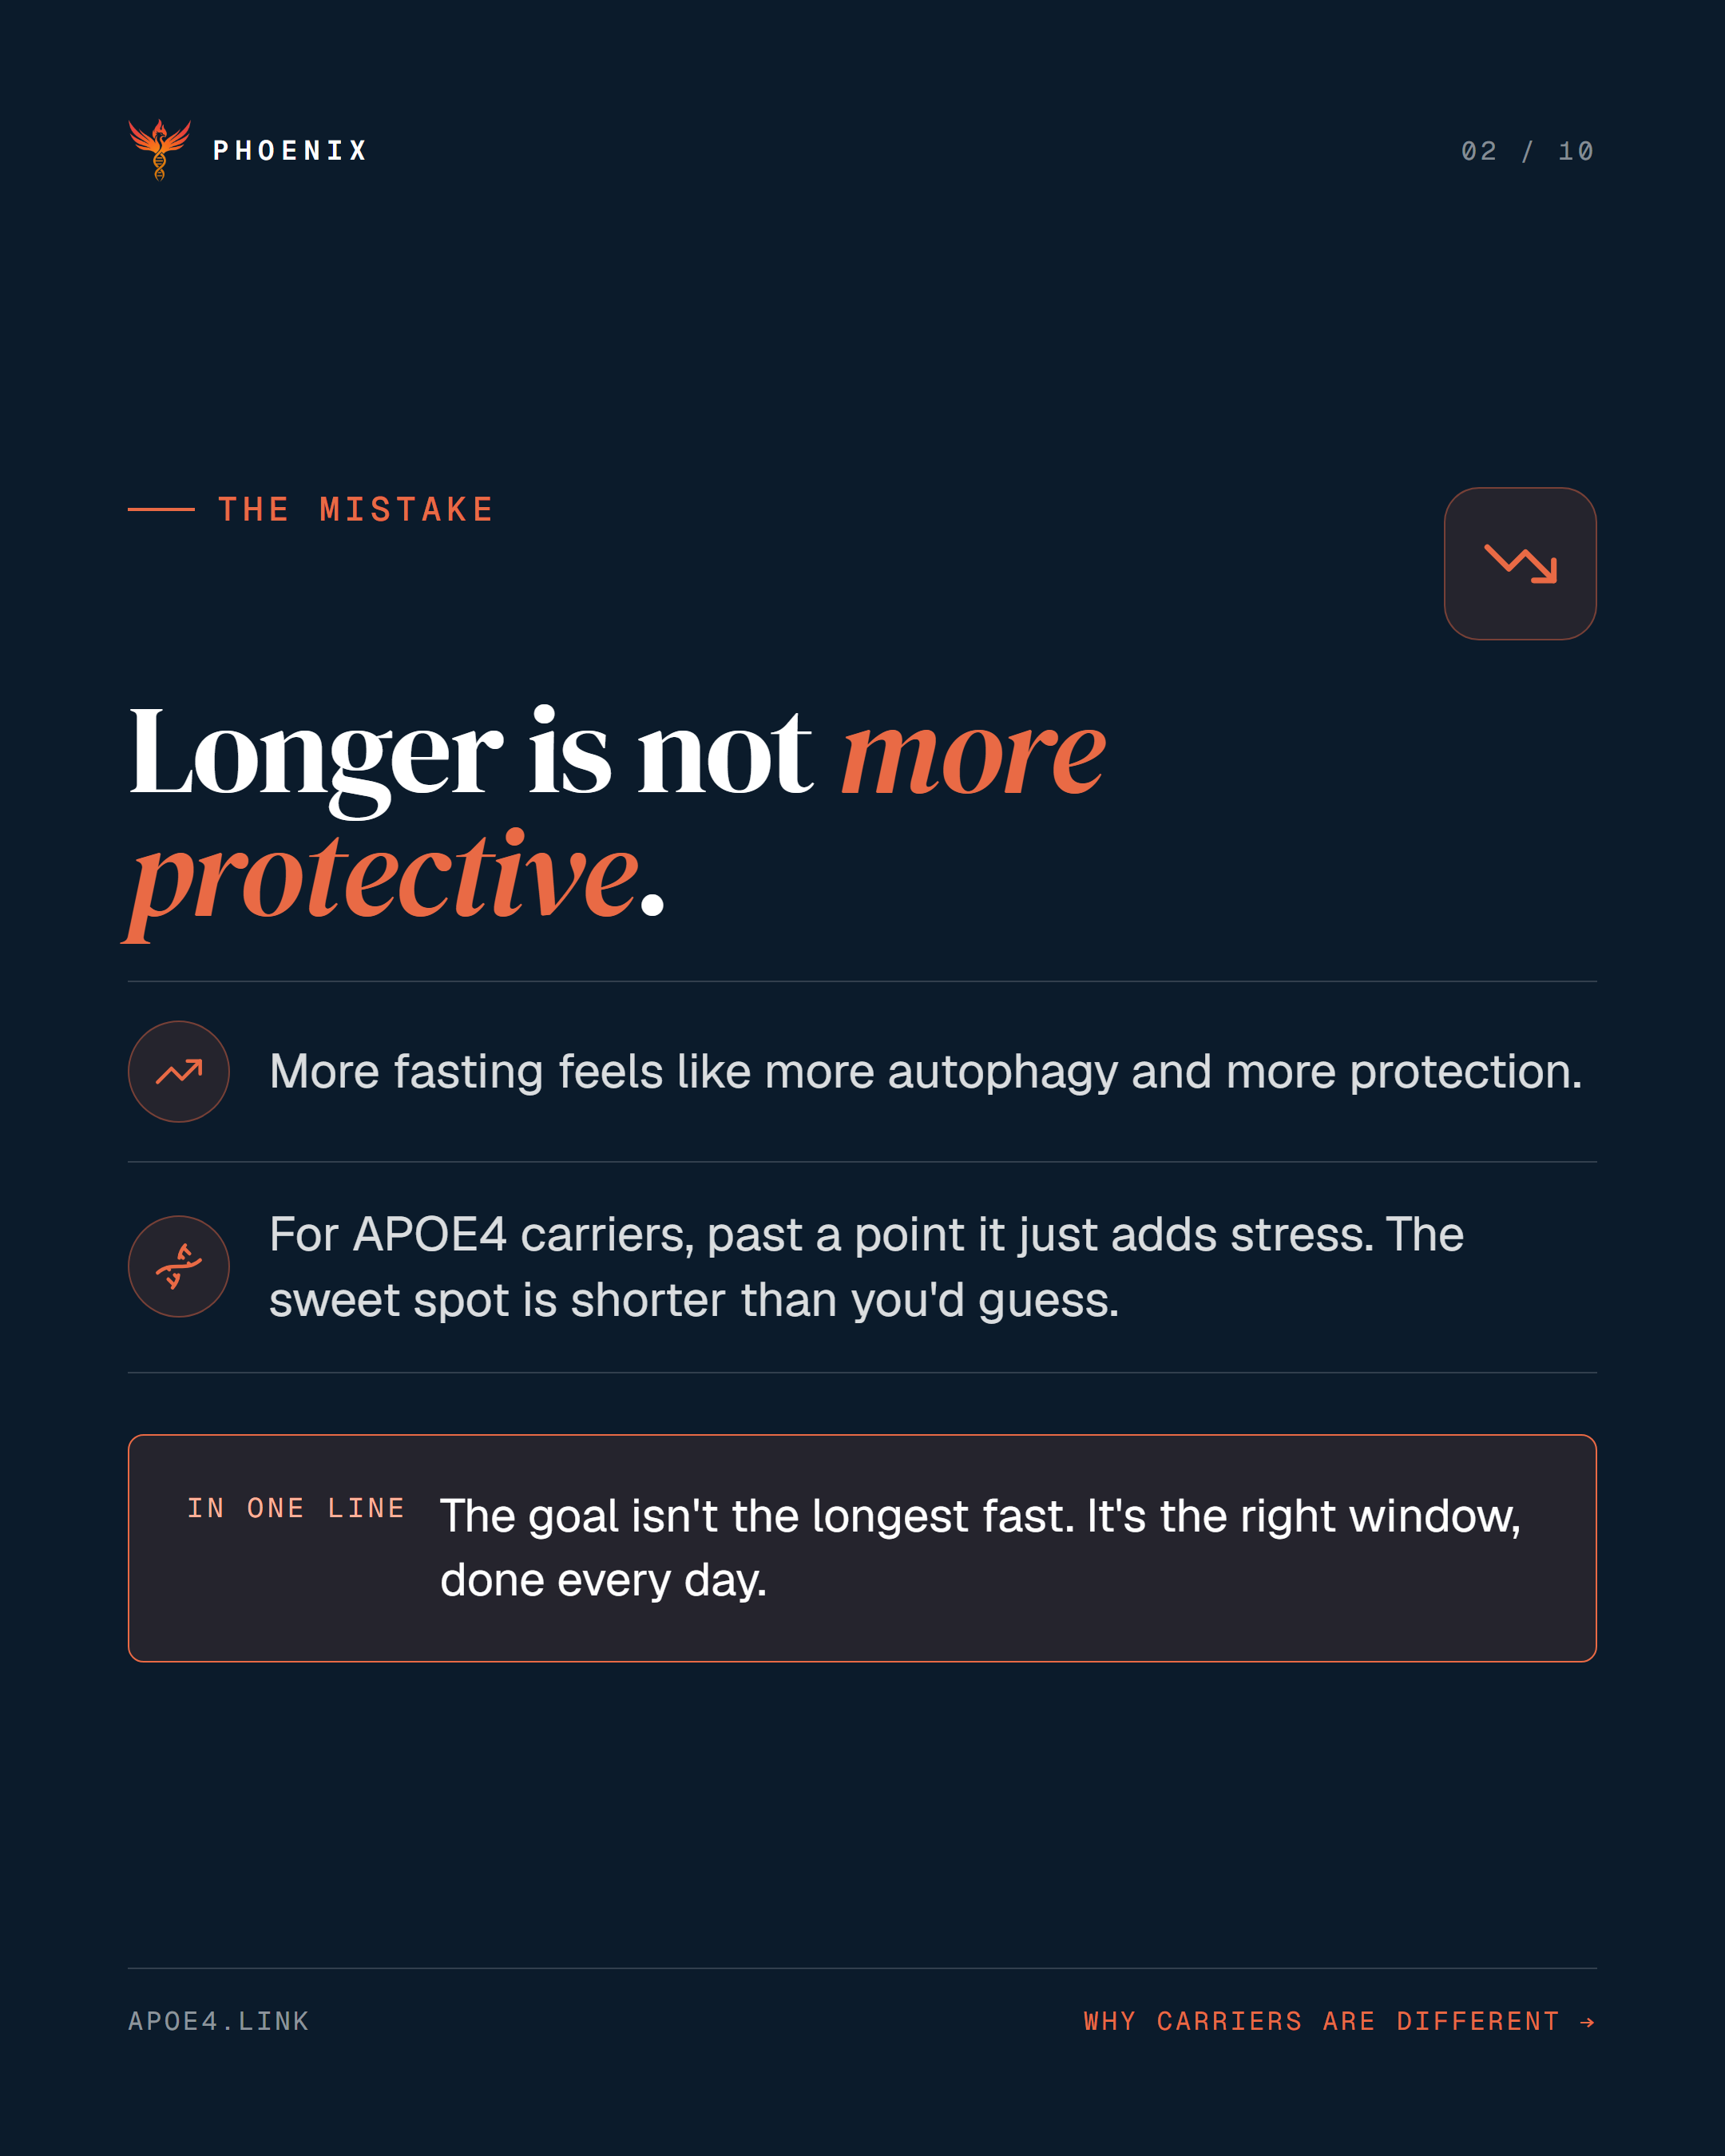 PHOENIX
02 / 10
THE MISTAKE
Longer is not more
protective.
More fasting feels like more autophagy and more protection.
For APOE4 carriers, past a point it just adds stress. The
sweet spot is shorter than you'd guess.
IN ONE LINE
The goal isn't the longest fast. It's the right window,
done every day.
APOE4.LINK
WHY CARRIERS ARE DIFFERENT →